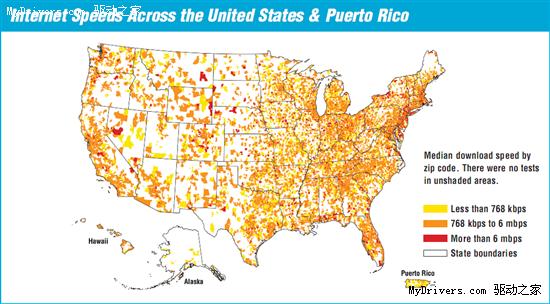 Internet Speeds Across the United States & Puerto Rico
MyDrivers.com 驱动之家
Median download speed by
zip code. There were no tests
in unshaded areas.
Less than 768 kbps
768 kbps to 6 mbps
More than 6 mbps
State boundaries
Hawaii
Alaska
Puerto Rico
MyDrivers.com 驱动之家